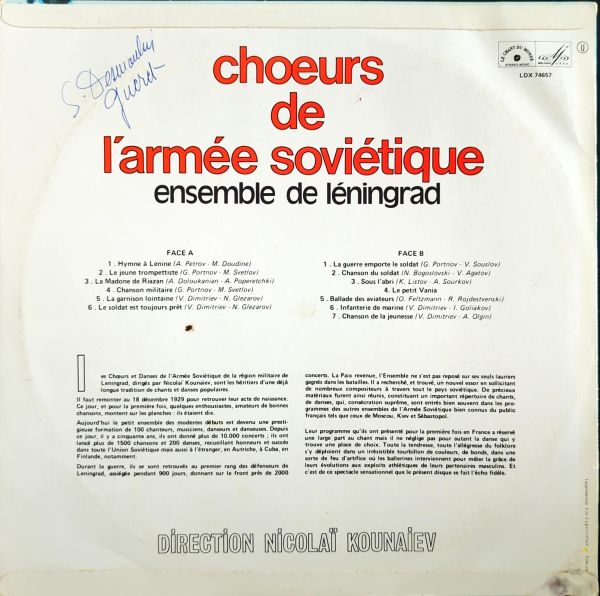 S. Desmoulin
Gueret
choeurs
de
l'armée soviétique
ensemble de léningrad
LE CHANT DU MONDE
LDX 74657
U
FACE A
1 . Hymne à Lenine (A. Petrov - M. Doudine)
2 . Le jeune trompettiste (G. Portnov - M. Svetlov)
3 . La Madone de Riazan (A. Doloukanian - A. Poperetchki)
4 . Chanson militaire (G. Portnov - M. Svetlov)
5 . La garnison lointaine (V. Dimitriev - N. Glezarov)
6 . Le soldat est toujours prêt (V. Dimitriev - N. Glezarov)
FACE B
1 . La guerre emporte le soldat (G. Portnov - V. Souslov)
2 . Chanson du soldat (N. Bogoslovski - V. Agatov)
3 . Sous l'abri (K. Listov - A. Sourkov)
4 . Le petit Vania
5 . Ballade des aviateurs (O. Feltzmann - R. Rojdestvenski)
6 . Infanterie de marine (V. Dimitriev - I. Goliakov)
7 . Chanson de la jeunesse (V. Dimitriev - A. Olgin)
les Chœurs et Danses de l'Armée Soviétique de la région militaire de
Leningrad, dirigés par Nicolaï Kounaiev, sont les héritiers d'une déjà
longue tradition de chants et danses populaires.
Il faut remonter au 18 décembre 1929 pour retrouver leur acte de naissance.
Ce jour, et pour la première fois, quelques enthousiastes, amateurs de bonnes
chansons, montent sur les planches : ils étaient dix.
Aujourd'hui le petit ensemble des modestes débuts est devenu une presti-
gieuse formation de 100 chanteurs, musiciens, danseurs et danseuses. Depuis
ce jour, il y a cinquante ans, ils ont donné plus de 10.000 concerts ; ils ont
lancé plus de 1500 chansons et 200 danses, recueillant honneurs et succès
dans toute l'Union Soviétique mais aussi à l'étranger, en Autriche, à Cuba, en
Finlande, notamment.
Durant la guerre, ils se sont retrouvés au premier rang des défenseurs de
Leningrad, assiégée pendant 900 jours, donnant sur le front près de 2000
concerts. La Paix revenue, l'Ensemble ne s'est pas reposé sur ses seuls lauriers
gagnés dans les batailles. Il a recherché, et trouvé, un nouvel essor en sollicitant
de nombreux compositeurs à travers tout le pays soviétique. De précieux
matériaux furent ainsi réunis, constituant un important répertoire de chants,
de danses, qui, consécration suprême, sont entrés bien souvent dans les pro-
grammes des autres ensembles de l'Armée Soviétique bien connus du public
français tels que ceux de Moscou, Kiev et Sébastopol.
Leur programme qu'ils ont présenté pour la première fois en France a réservé
une large part au chant mais il ne néglige pas pour autant la danse qui y
trouve une place de choix. Toute la tendresse, toute l'allégresse du folklore
s'y déploient dans un irrésistible tourbillon de couleurs, de bonds, dans une
sorte de feu d'artifice où les ballerines interviennent pour mêler la grâce de
leurs évolutions aux exploits athlétiques de leurs partenaires masculins. Et
c'est de ce spectacle sensationnel que le présent disque se fait l'écho fidèle.
DIRECTION NICOLAÏ KOUNAIEV